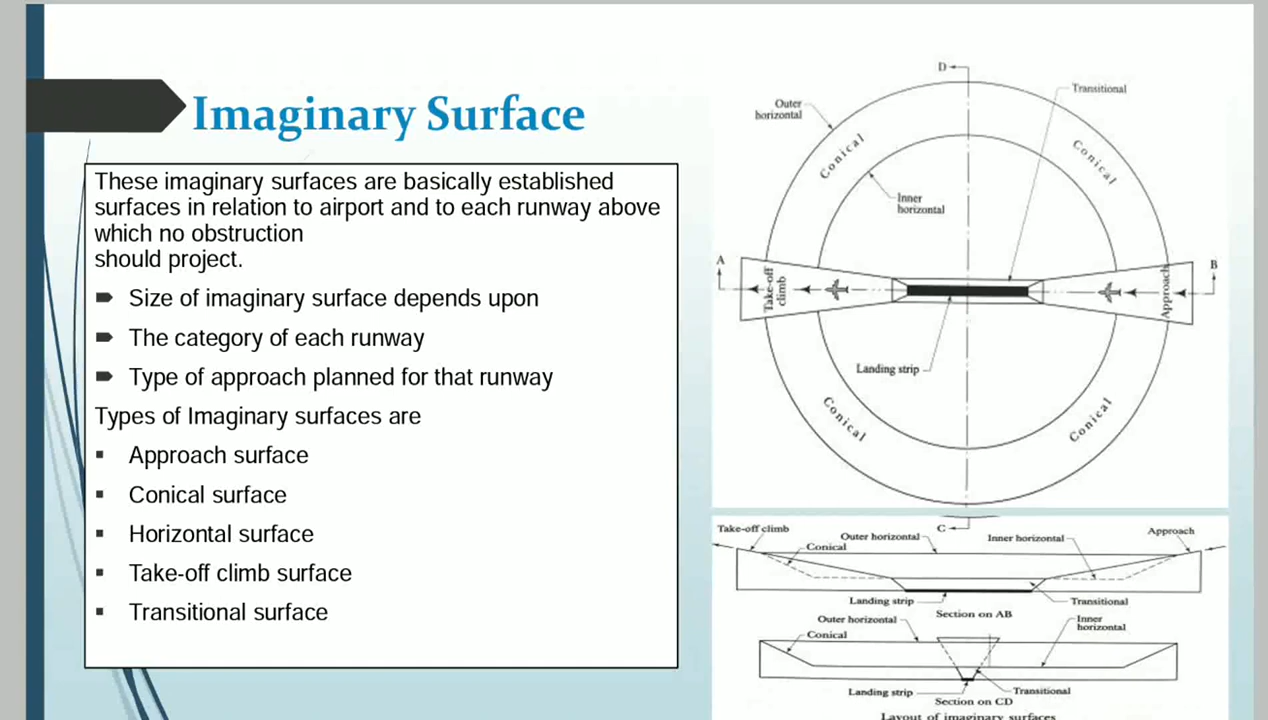 Imaginary Surface
These imaginary surfaces are basically established
surfaces in relation to airport and to each runway above
which no obstruction
should project.
Size of imaginary surface depends upon
The category of each runway
Type of approach planned for that runway
Types of Imaginary surfaces are
Approach surface
Conical surface
Horizontal surface
Take-off climb surface
Transitional surface
D
Transitional
Outer
horizontal
Conical
Conical
Inner
horizontal
A
B
Take-off
climb
Approach
Landing strip
Conical
Conical
C
Take-off climb
Outer horizontal
Inner horizontal
Approach
Conical
Landing strip
Transitional
Section on AB
Outer horizontal
Inner
horizontal
Conical
Landing strip
Transitional
Section on CD
Layout of imaginary surfaces